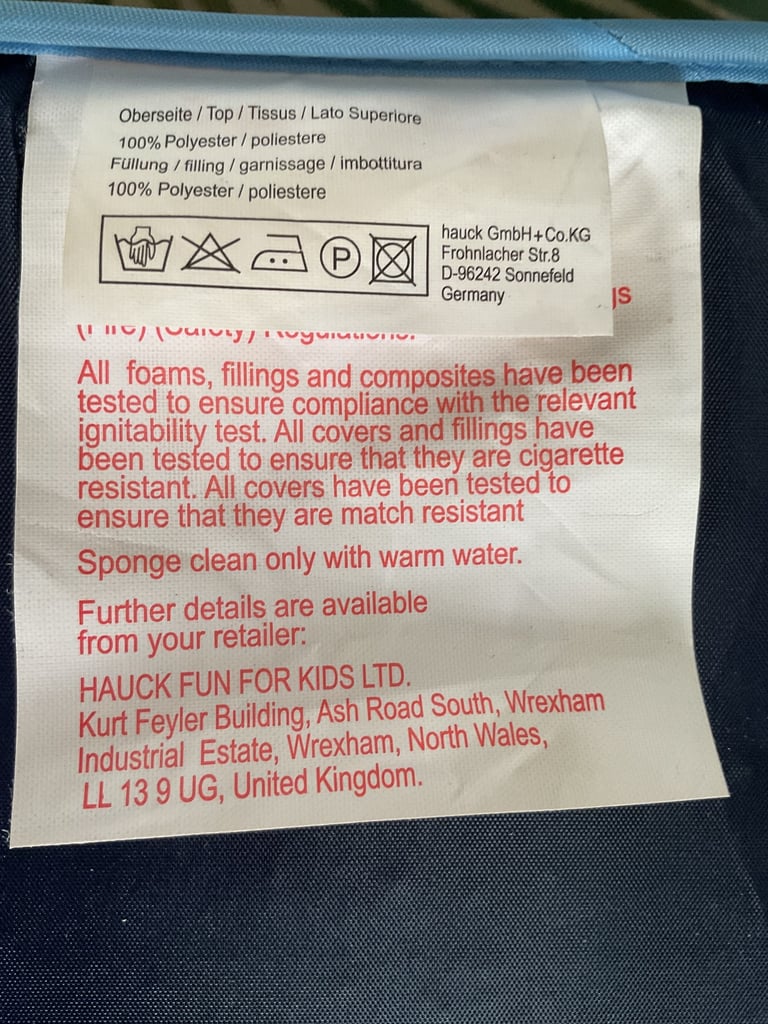 Oberseite / Top / Tissus / Lato Superiore
100% Polyester / poliestere
Füllung / filling / garnissage / imbottitura
100% Polyester / poliestere
P
hauck GmbH+Co.KG
Frohnlacher Str.8
D-96242 Sonnefeld
Germany
(Fire) (Safety) Regulations.
All foams, fillings and composites have been
tested to ensure compliance with the relevant
ignitability test. All covers and fillings have
been tested to ensure that they are cigarette
resistant. All covers have been tested to
ensure that they are match resistant
Sponge clean only with warm water.
Further details are available
from your retailer:
HAUCK FUN FOR KIDS LTD.
Kurt Feyler Building, Ash Road South, Wrexham
Industrial Estate, Wrexham, North Wales,
LL 13 9 UG, United Kingdom.